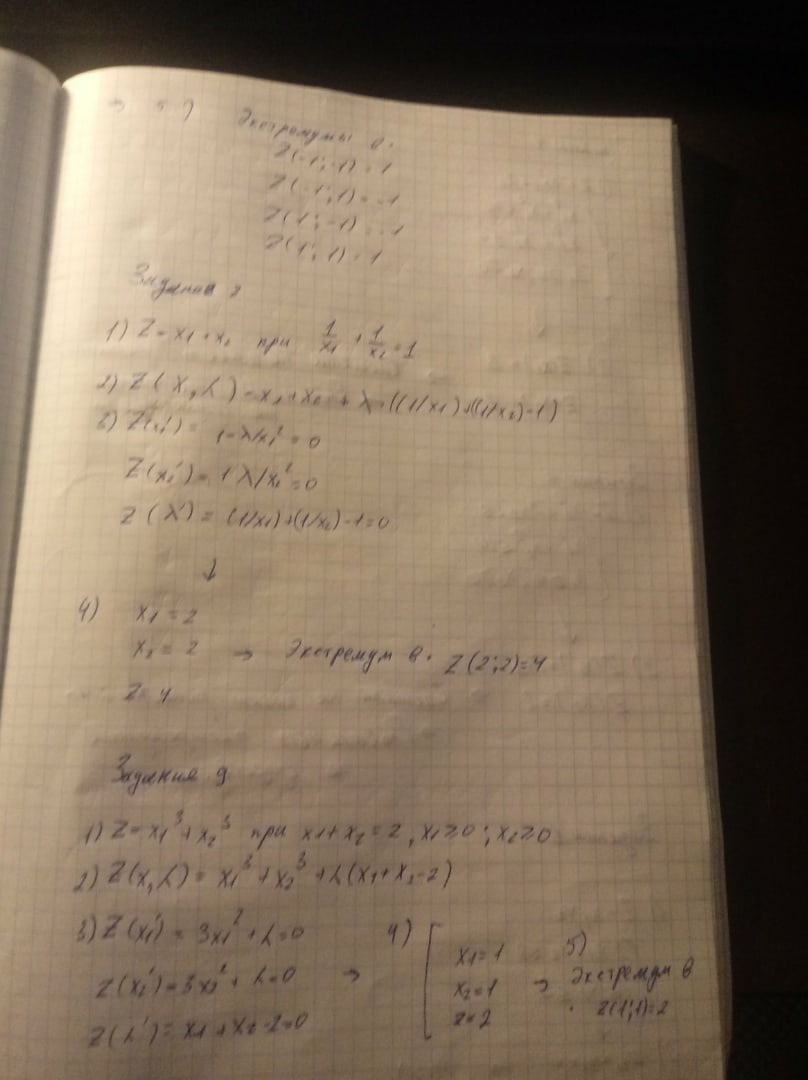 → 5)
Экстремумы в:
Z(-1;-1)=1
Z(-1;1)=-1
Z(1;-1)=-1
Z(1;1)=1
Задания
1) Z=x1+x2 при 1/x1 + 1/x2 = 1
2) Z(X,L)=x1+x2+λ*((1/x1)+(1/x2)-1)
3) Z(x1')= 1-λ/x1²=0
Z(x2')= 1 λ/x2²=0
Z(λ')= (1/x1)+(1/x2)-1=0
↓
4) x1=2
x2=2 → Экстремум в: Z(2;2)=4
Z=4
Задания 9
1) Z=x1³+x2³ при x1+x2=2, x1≥0; x2≥0
2) Z(x,L)=x1³+x2³+L(x1+x2-2)
3) Z(x1')=3x1²+L=0
Z(x2')=3x2²+L=0 →
Z(L')=x1+x2-2=0
4) x1=1
x2=1 →
z=2
5)
Экстремум в
Z(1;1)=2